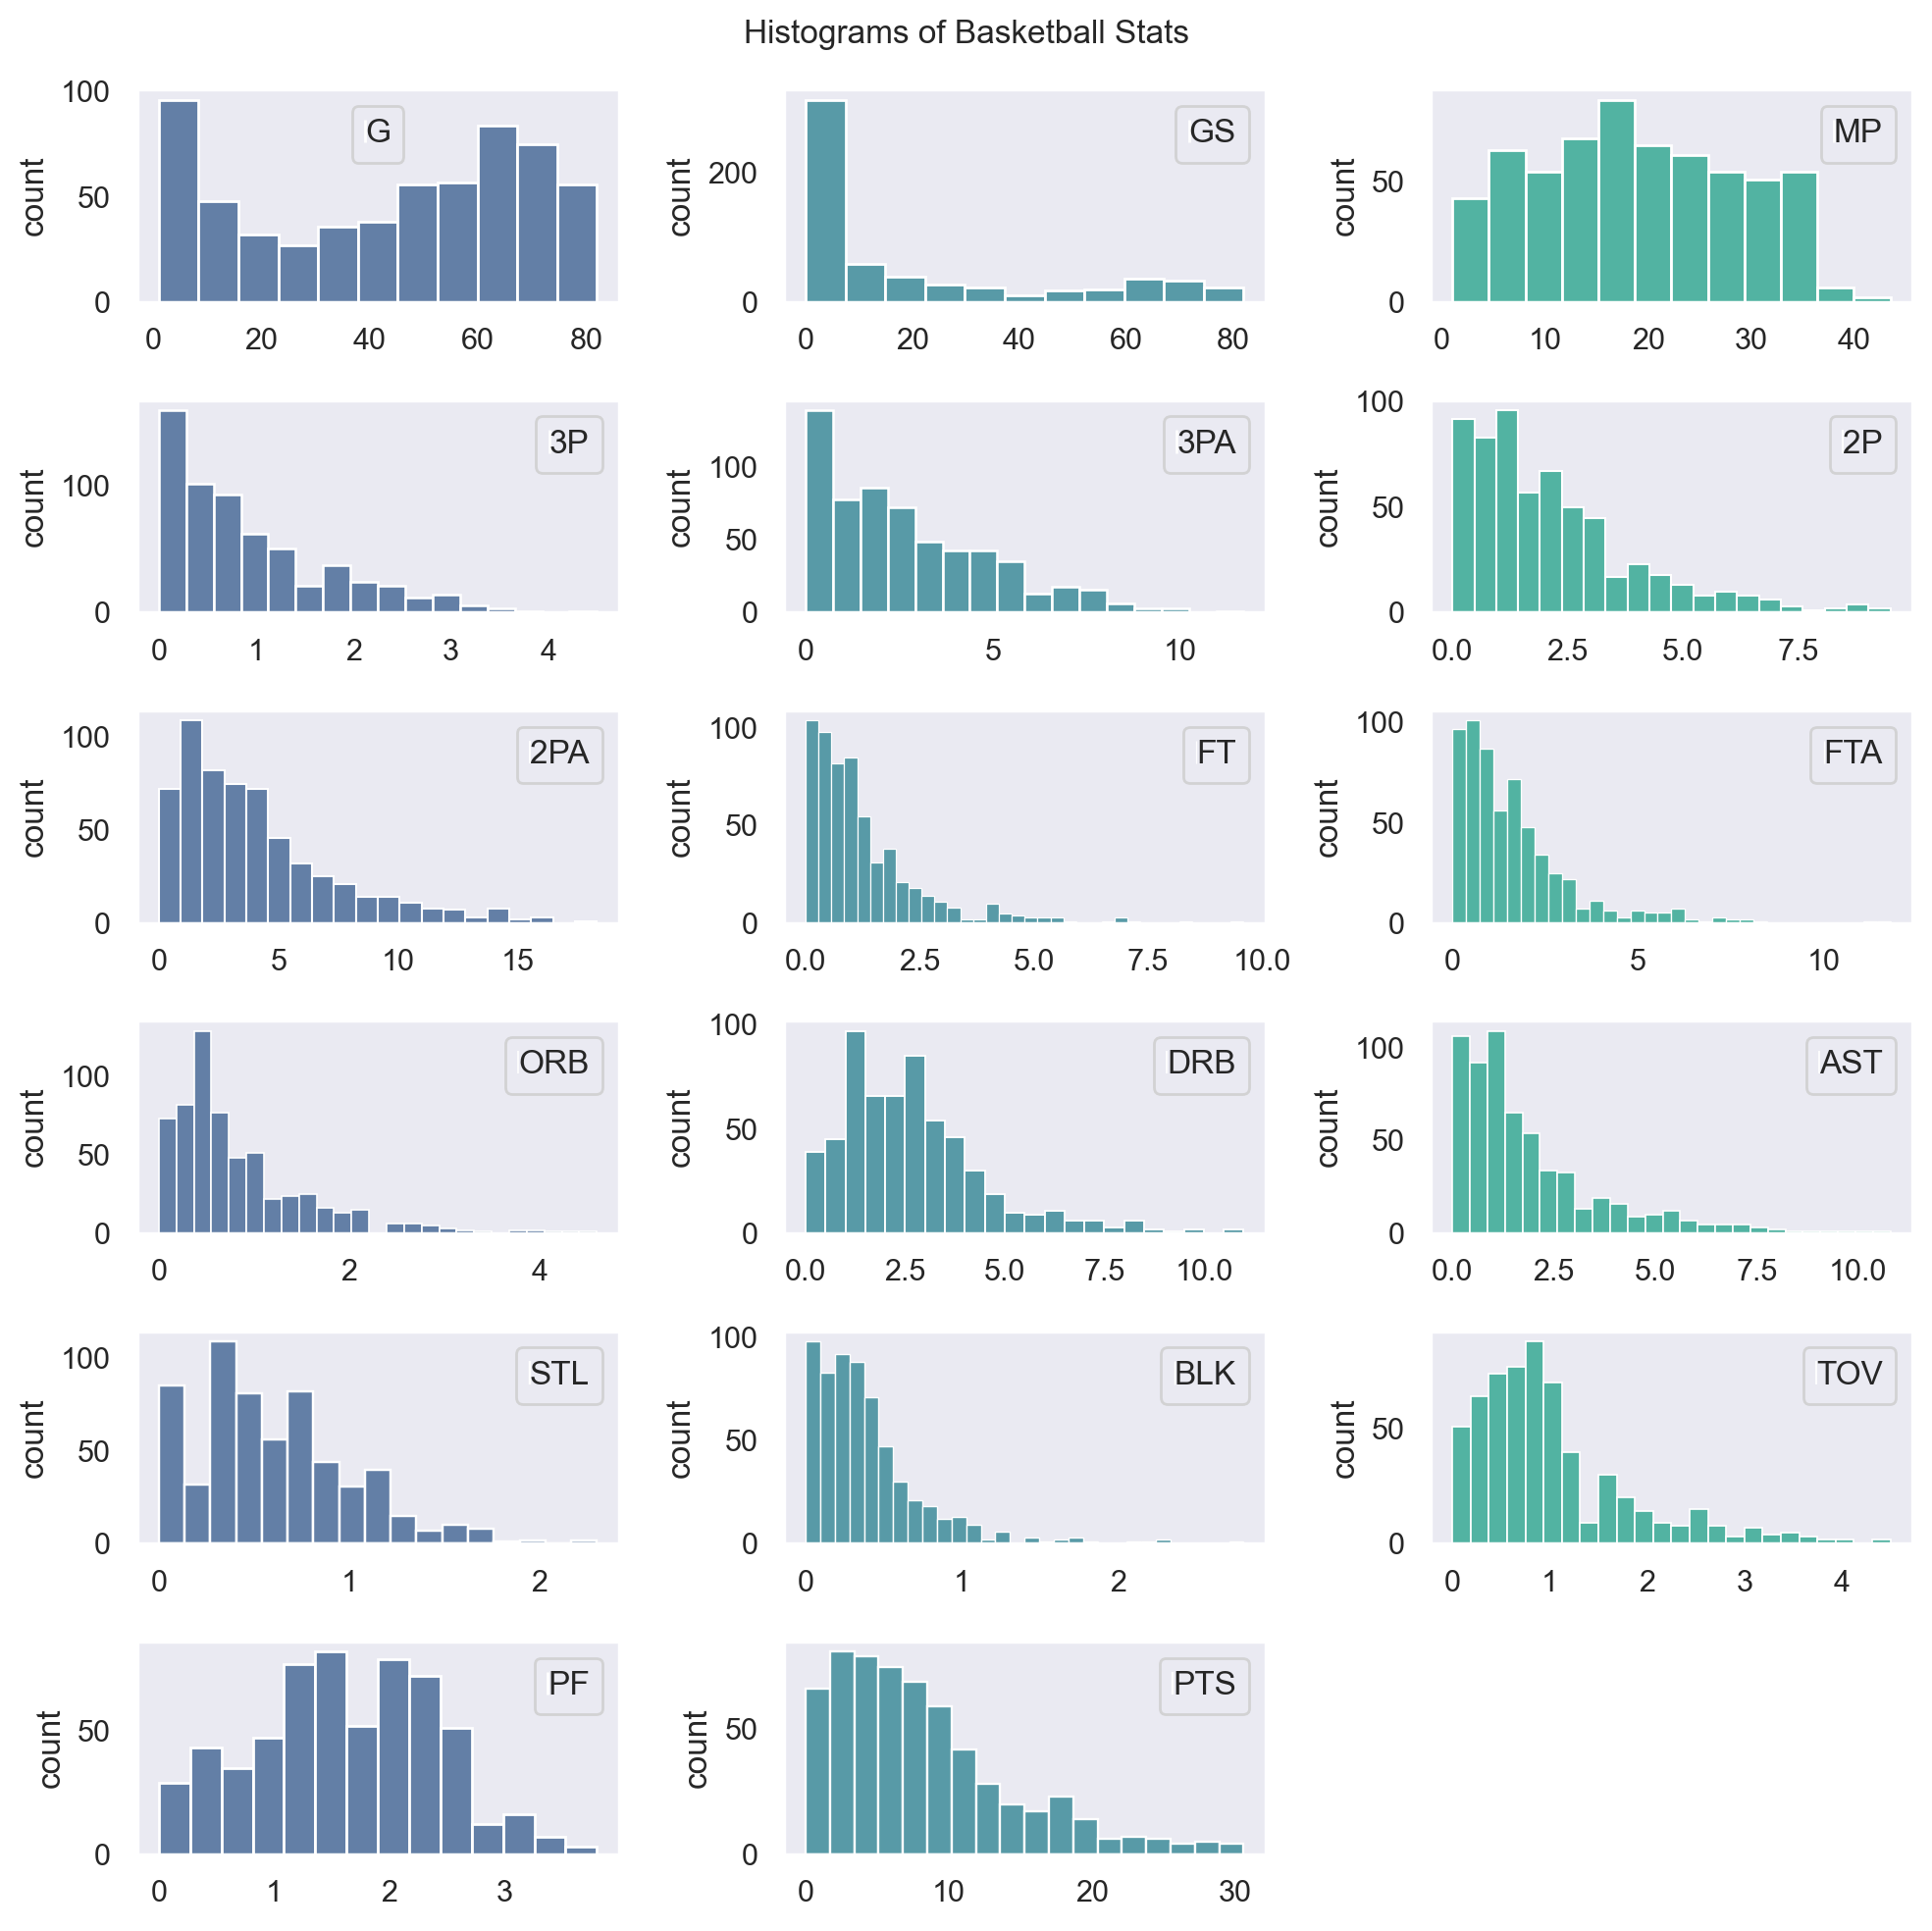 Histograms of Basketball Stats
100
50
0
count
G
0 20 40 60 80
200
0
count
GS
0 20 40 60 80
50
0
count
MP
0 10 20 30 40
100
0
count
3P
0 1 2 3 4
100
50
0
count
3PA
0 5 10
100
50
0
count
2P
0.0 2.5 5.0 7.5
100
50
0
count
2PA
0 5 10 15
100
50
0
count
FT
0.0 2.5 5.0 7.5 10.0
100
50
0
count
FTA
0 5 10
100
50
0
count
ORB
0 2 4
100
50
0
count
DRB
0.0 2.5 5.0 7.5 10.0
100
50
0
count
AST
0.0 2.5 5.0 7.5 10.0
100
50
0
count
STL
0 1 2
100
50
0
count
BLK
0 1 2
50
0
count
TOV
0 1 2 3 4
50
0
count
PF
0 1 2 3
50
0
count
PTS
0 10 20 30